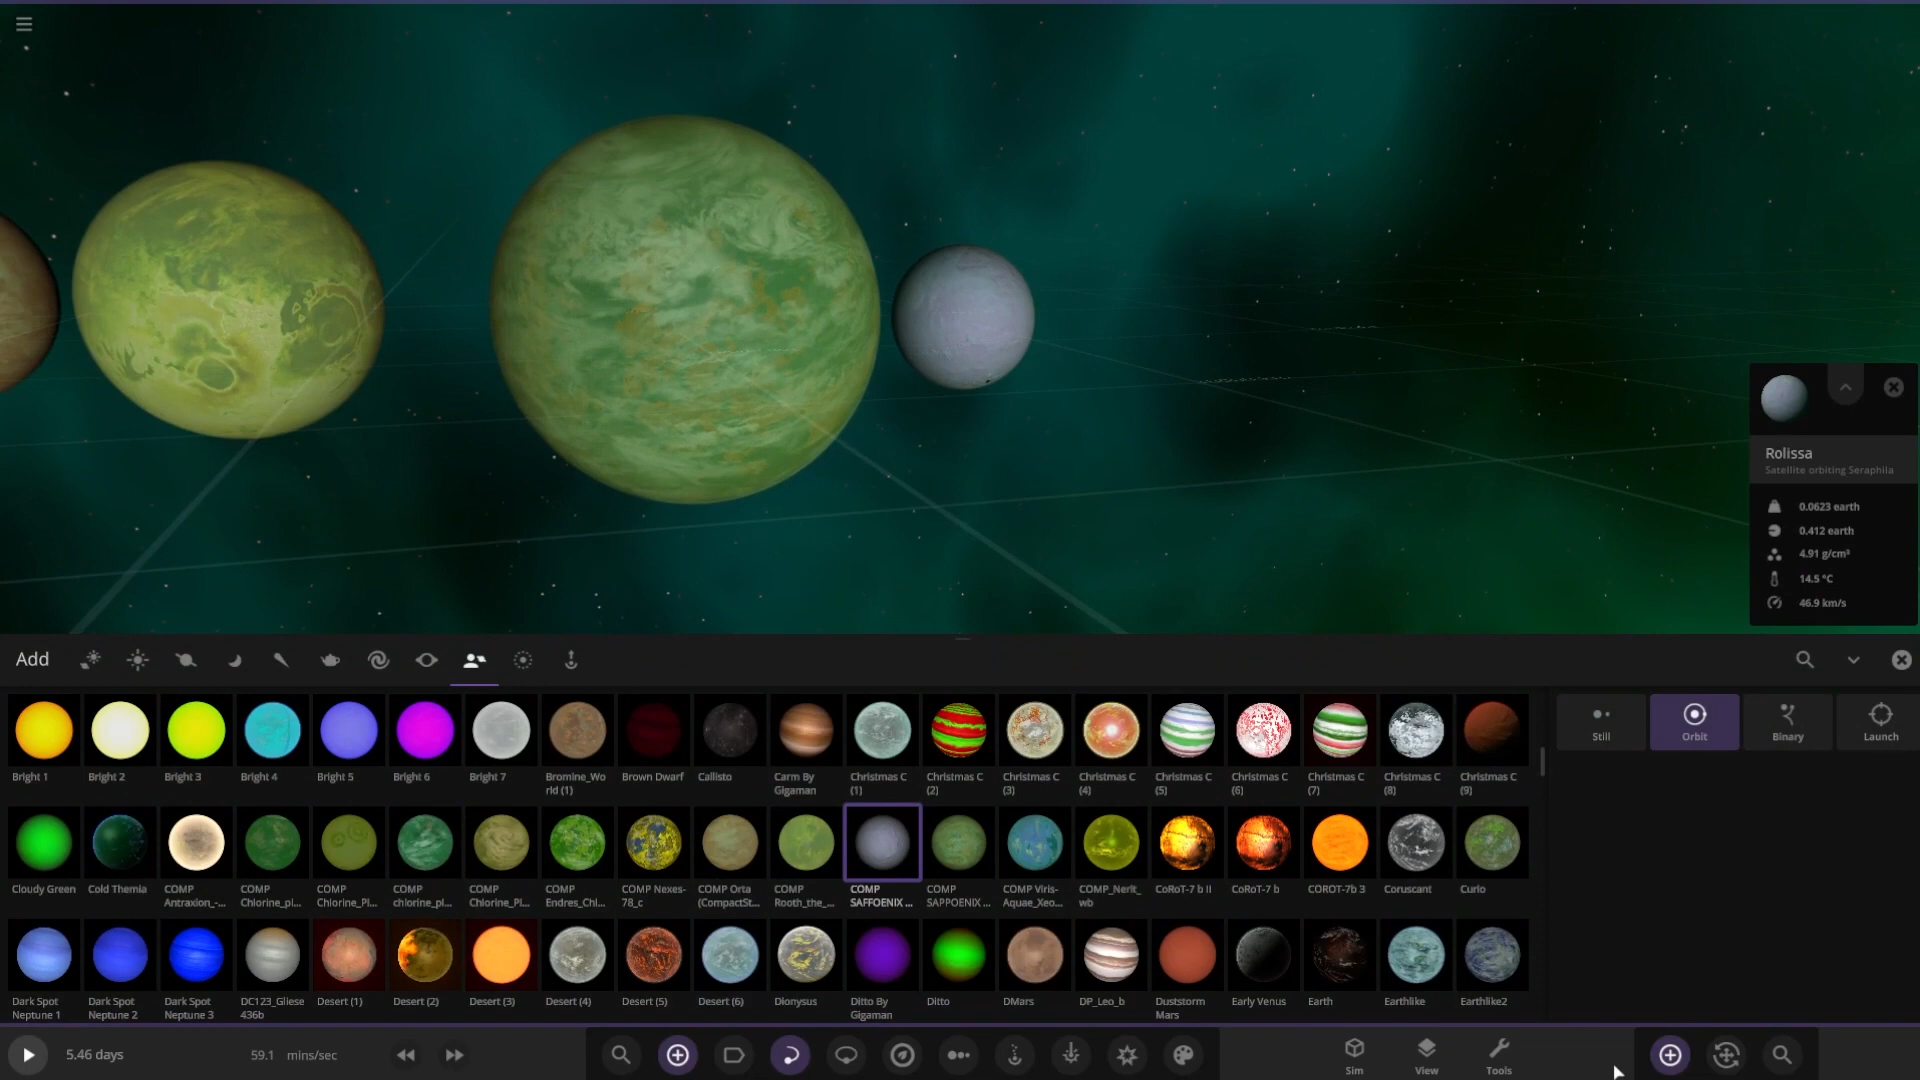 Rolissa
Satellite orbiting Seraphila
0.0623 earth
0.412 earth
4.91 g/cm³
14.5 °C
46.9 km/s
Add
Still
Orbit
Binary
Launch
Bright 1
Bright 2
Bright 3
Bright 4
Bright 5
Bright 6
Bright 7
Bromine_Wo
rld (1)
Brown Dwarf
Callisto
Carm By
Gigaman
Christmas C
(1)
Christmas C
(2)
Christmas C
(3)
Christmas C
(4)
Christmas C
(5)
Christmas C
(6)
Christmas C
(7)
Christmas C
(8)
Christmas C
(9)
Cloudy Green
Cold Themia
COMP
Antraxion_-...
COMP
Chlorine_pl...
COMP
Chlorine_Pl...
COMP
chlorine_pl...
COMP
Chlorine_Pl...
COMP
Endres_Chl...
COMP Nexes-
78_c
COMP Orta
(CompactSt...
COMP
Rooth_the_...
COMP
SAFFOENIX ...
COMP
SAPPOENIX ...
COMP Viris-
Aquae_Xeo...
COMP_Nerit_
wb
CoRoT-7 b II
CoRoT-7 b
COROT-7b 3
Coruscant
Curlo
Dark Spot
Neptune 1
Dark Spot
Neptune 2
Dark Spot
Neptune 3
DC123_Gliese
436b
Desert (1)
Desert (2)
Desert (3)
Desert (4)
Desert (5)
Desert (6)
Dionysus
Ditto By
Gigaman
Ditto
DMars
DP_Leo_b
Duststorm
Mars
Early Venus
Earth
Earthlike
Earthlike2
5.46 days
59.1 mins/sec
Sim
View
Tools